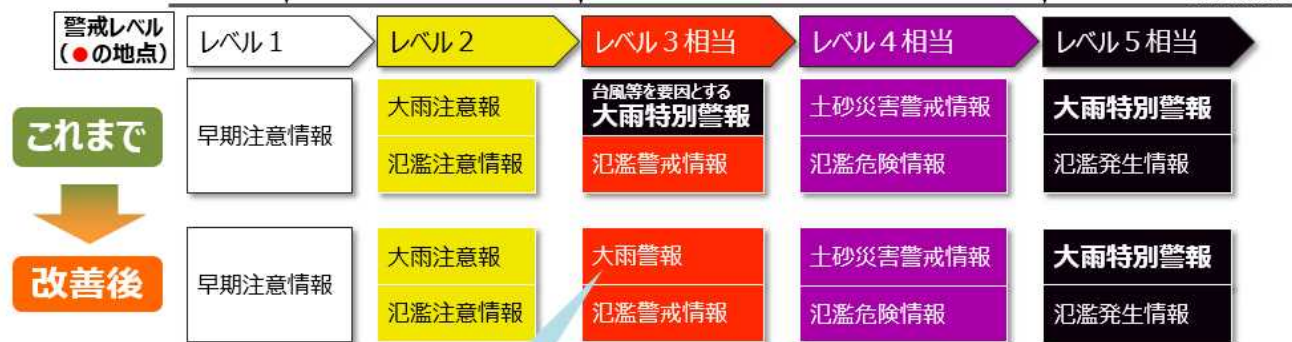 警戒レベル
(●の地点)
レベル1
レベル2
レベル3相当
レベル4相当
レベル5相当
これまで
早期注意情報
大雨注意報
氾濫注意情報
台風等を要因とする
大雨特別警報
氾濫警戒情報
土砂災害警戒情報
氾濫危険情報
大雨特別警報
氾濫発生情報
改善後
早期注意情報
大雨注意報
氾濫注意情報
大雨警報
氾濫警戒情報
土砂災害警戒情報
氾濫危険情報
大雨特別警報
氾濫発生情報